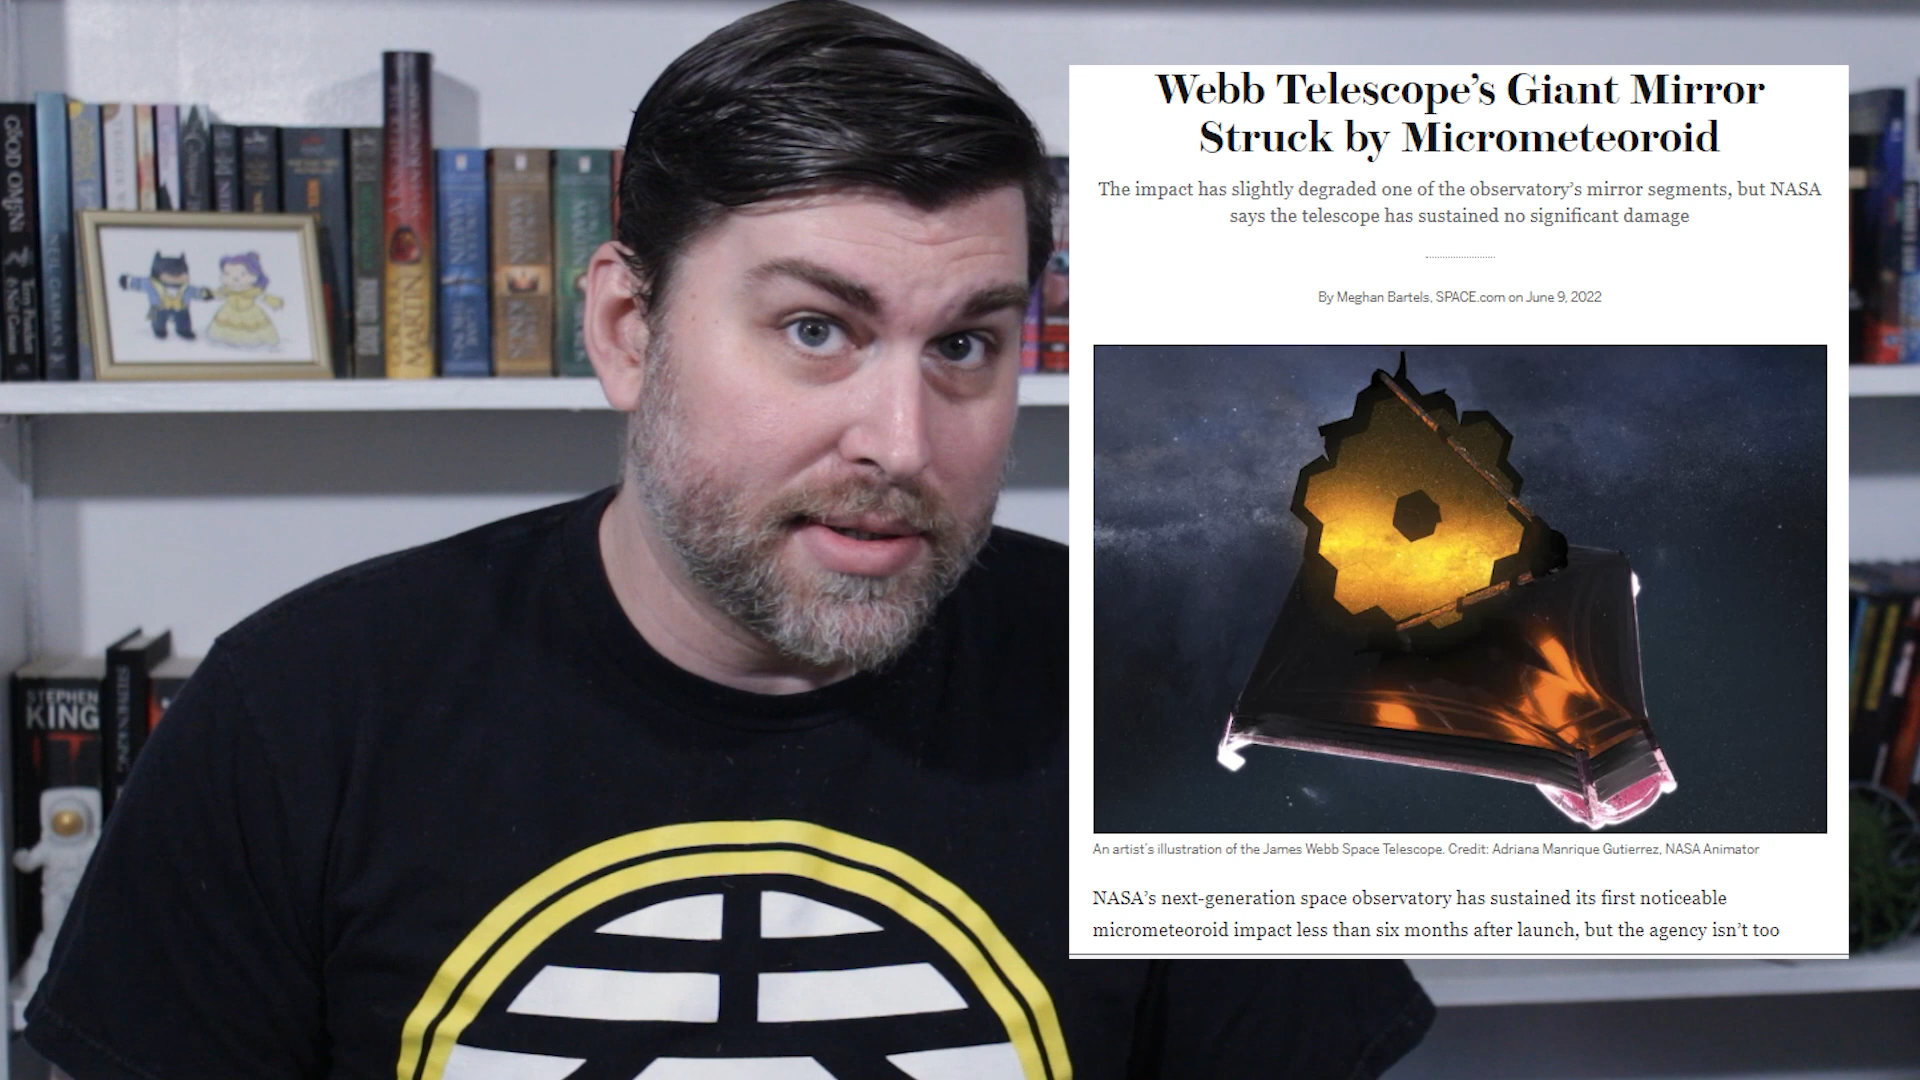 GOOD OMENS
NEIL GAIMAN
MARTIN
MARTIN
STEPHEN
KING
IT
Webb Telescope's Giant Mirror
Struck by Micrometeoroid
The impact has slightly degraded one of the observatory's mirror segments, but NASA
says the telescope has sustained no significant damage
By Meghan Bartels, SPACE.com on June 9, 2022
An artist's illustration of the James Webb Space Telescope. Credit: Adriana Manrique Gutierrez, NASA Animator
NASA's next-generation space observatory has sustained its first noticeable
micrometeoroid impact less than six months after launch, but the agency isn't too